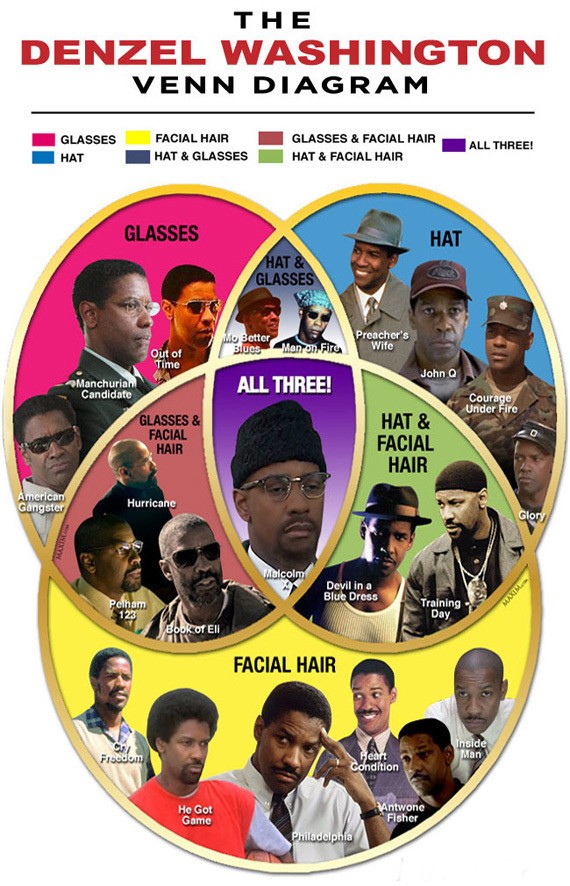 THE
DENZEL WASHINGTON
VENN DIAGRAM
GLASSES
FACIAL HAIR
GLASSES & FACIAL HAIR
ALL THREE!
HAT
HAT & GLASSES
HAT & FACIAL HAIR
GLASSES
HAT
HAT &
GLASSES
Mo Better
Blues
Man on Fire
Out of
Time
Manchurian
Candidate
American
Gangster
Preacher's
Wife
John Q
Courage
Under Fire
Glory
ALL THREE!
Malcolm
X
GLASSES &
FACIAL
HAIR
Hurricane
Pelham
123
Book of Eli
MAXIM.com
HAT &
FACIAL
HAIR
Devil in a
Blue Dress
Training
Day
MAXIM.com
FACIAL HAIR
Cry
Freedom
He Got
Game
Philadelphia
Heart
Condition
Antwone
Fisher
Inside
Man